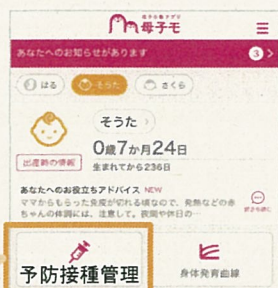 母子手帳アプリ
母子モ
あなたへのお知らせがあります 3
はる そうた さくら
そうた
0歳7か月24日
出産前の情報 生まれてから236日
あなたへのお役立ちアドバイス NEW
ママからもらった免疫が切れる頃なので、発熱などの赤
ちゃんの体調には、注意して。夜間や休日の…
予防接種管理
身体発育曲線